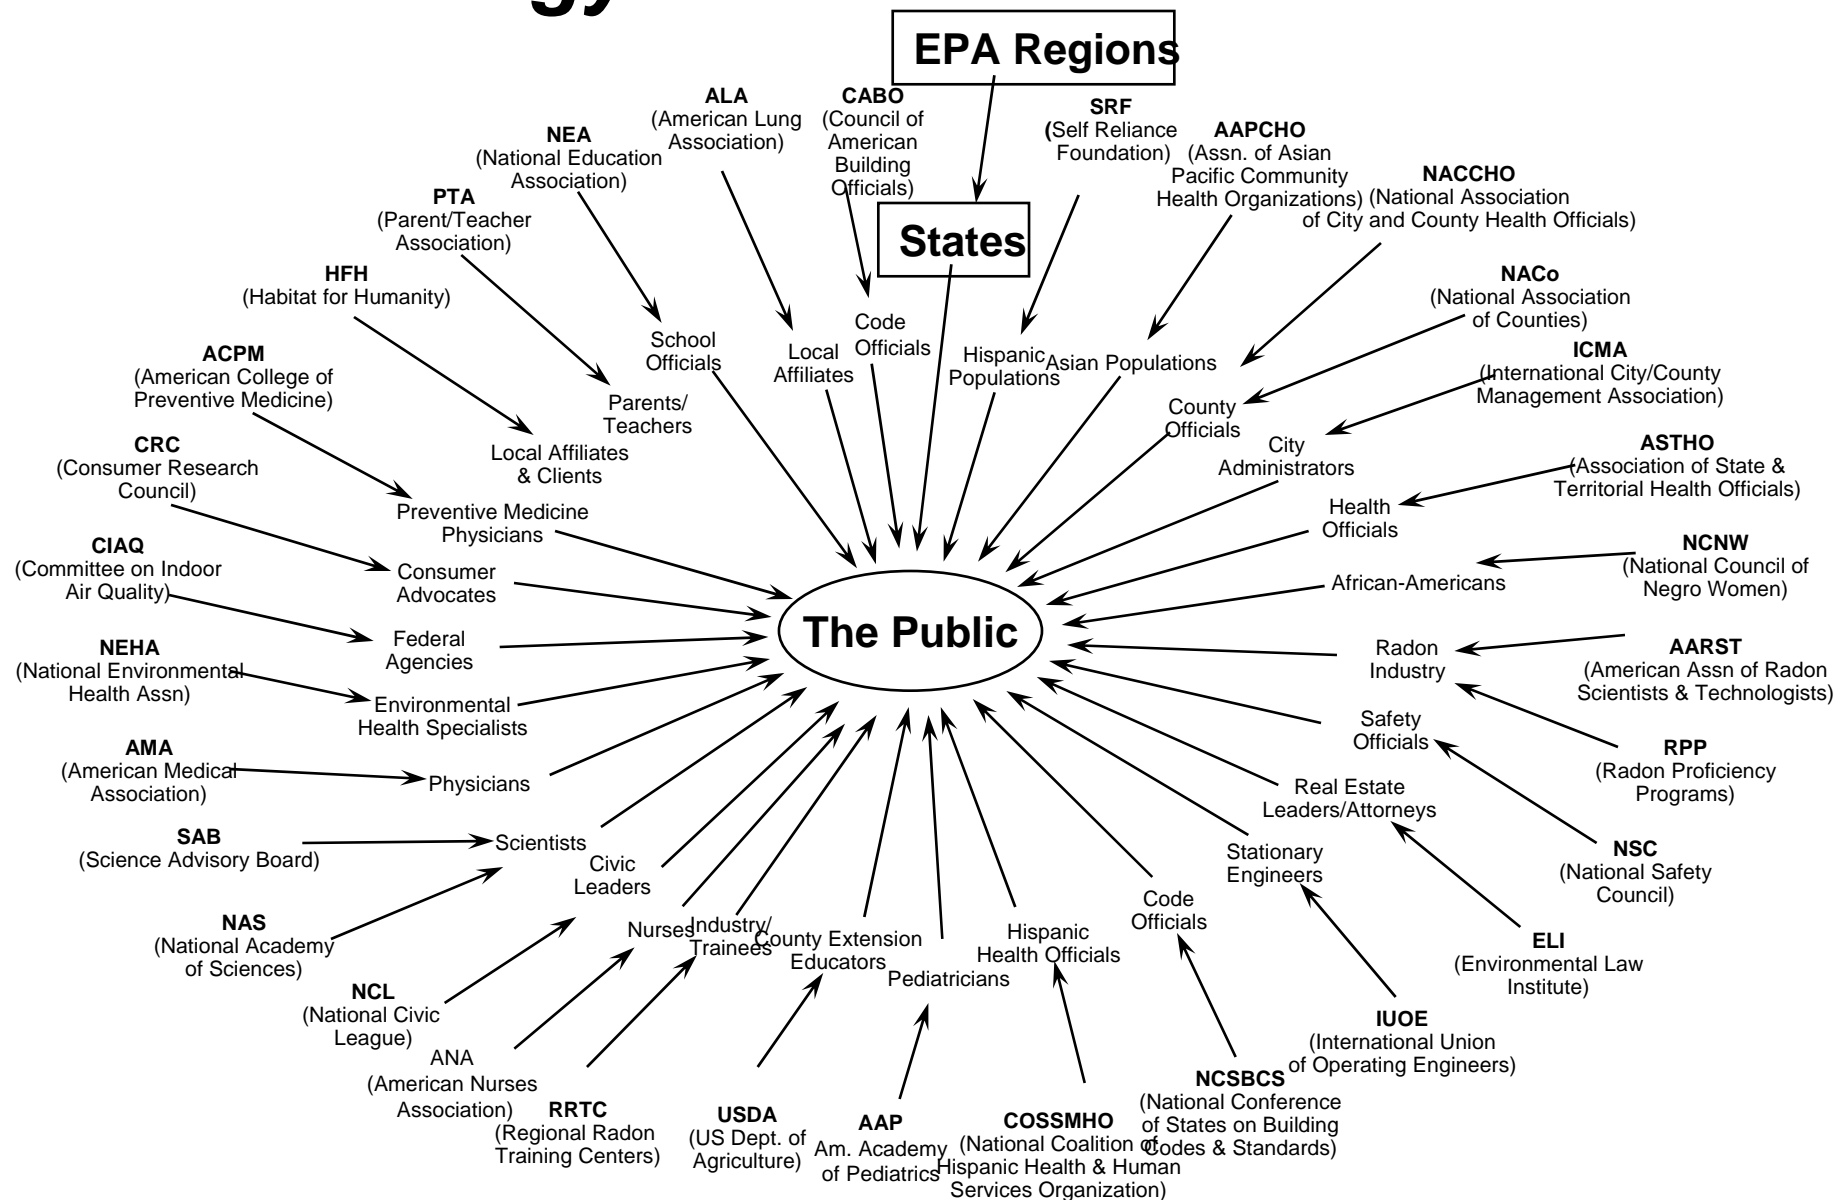 gy
EPA Regions
ALA
(American Lung
Association)
CABO
(Council of
American
Building
Officials)
SRF
(Self Reliance
Foundation)
AAPCHO
(Assn. of Asian
Pacific Community
Health Organizations)
NACCHO
(National Association
of City and County Health Officials)
NEA
(National Education
Association)
PTA
(Parent/Teacher
Association)
States
HFH
(Habitat for Humanity)
NACo
(National Association
of Counties)
ACPM
(American College of
Preventive Medicine)
ICMA
(International City/County
Management Association)
School
Officials
Local
Affiliates
Code
Officials
Hispanic
Populations
Asian Populations
Parents/
Teachers
County
Officials
City
Administrators
CRC
(Consumer Research
Council)
Local Affiliates
& Clients
ASTHO
(Association of State &
Territorial Health Officials)
Preventive Medicine
Physicians
Health
Officials
CIAQ
(Committee on Indoor
Air Quality)
Consumer
Advocates
African-Americans
NCNW
(National Council of
Negro Women)
The Public
Federal
Agencies
NEHA
(National Environmental
Health Assn)
Radon
Industry
AARST
(American Assn of Radon
Scientists & Technologists)
Environmental
Health Specialists
Safety
Officials
AMA
(American Medical
Association)
Physicians
RPP
(Radon Proficiency
Programs)
Real Estate
Leaders/Attorneys
SAB
(Science Advisory Board)
Scientists
Civic
Leaders
Stationary
Engineers
NSC
(National Safety
Council)
NAS
(National Academy
of Sciences)
Nurses
Industry/
Trainees
County Extension
Educators
Pediatricians
Hispanic
Health Officials
Code
Officials
ELI
(Environmental Law
Institute)
NCL
(National Civic
League)
IUOE
(International Union
of Operating Engineers)
ANA
(American Nurses
Association)
RRTC
(Regional Radon
Training Centers)
USDA
(US Dept. of
Agriculture)
AAP
Am. Academy
of Pediatrics
COSSMHO
(National Coalition of
Hispanic Health & Human
Services Organization)
NCSBCS
(National Conference
of States on Building
Codes & Standards)